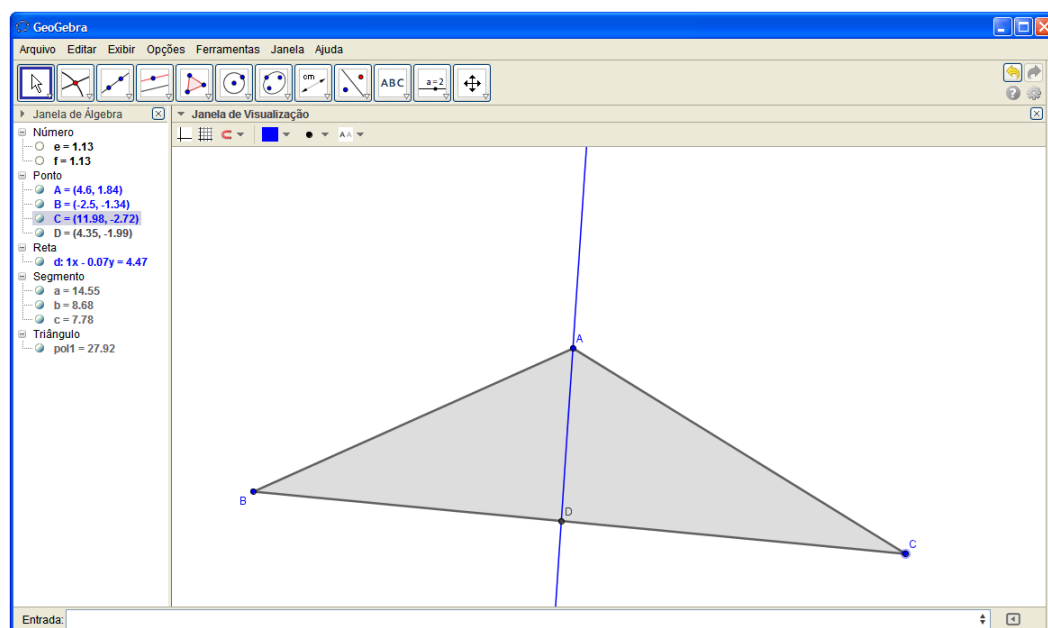 GeoGebra
Arquivo Editar Exibir Opções Ferramentas Janela Ajuda
cm ABC a=2
Janela de Álgebra
Número
e = 1.13
f = 1.13
Ponto
A = (4.6, 1.84)
B = (-2.5, -1.34)
C = (11.98, -2.72)
D = (4.35, -1.99)
Reta
d: 1x - 0.07y = 4.47
Segmento
a = 14.55
b = 8.68
c = 7.78
Triângulo
pol1 = 27.92
Janela de Visualização
AA
A
B
D
C
Entrada: